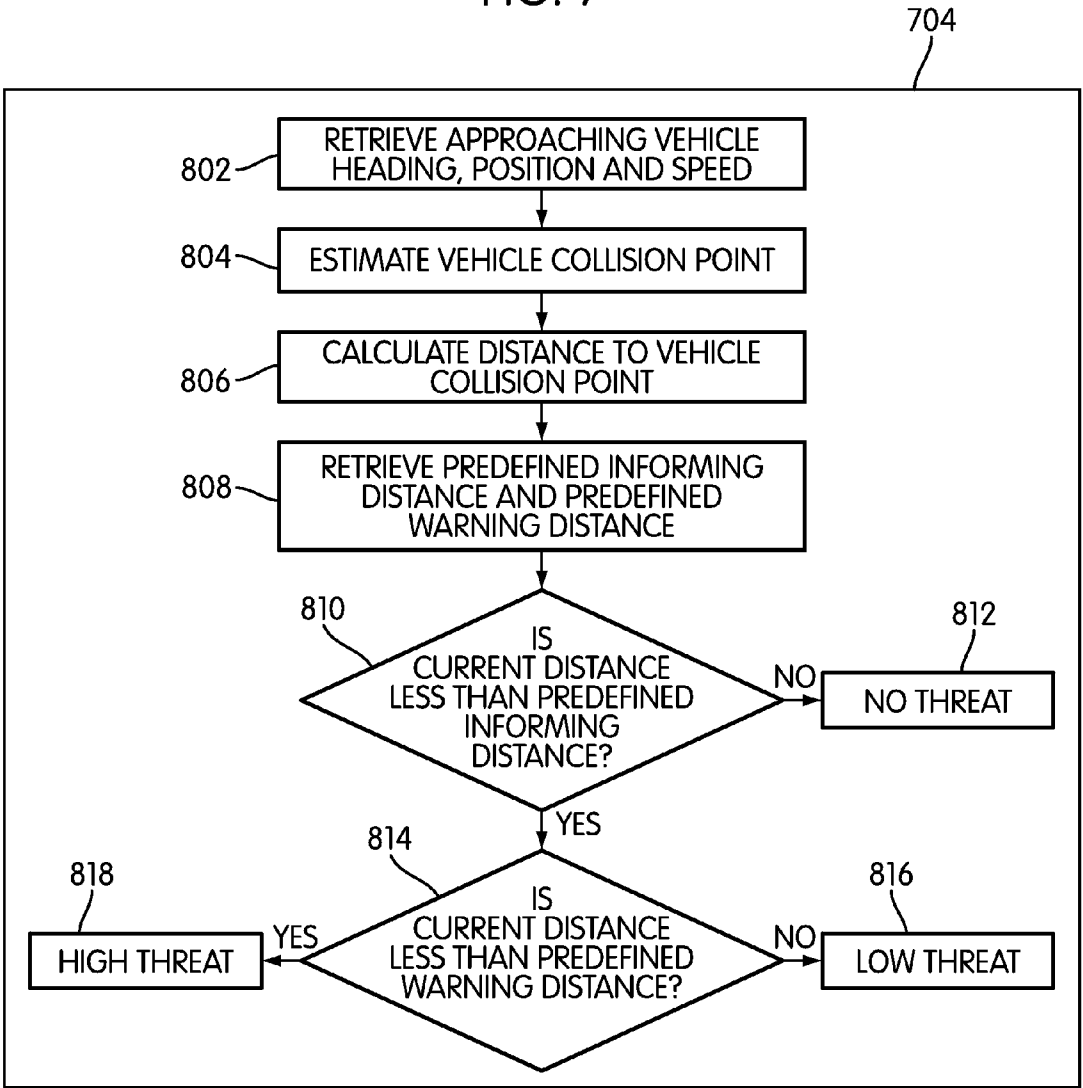 704
802
RETRIEVE APPROACHING VEHICLE
HEADING, POSITION AND SPEED
804
ESTIMATE VEHICLE COLLISION POINT
806
CALCULATE DISTANCE TO VEHICLE
COLLISION POINT
808
RETRIEVE PREDEFINED INFORMING
DISTANCE AND PREDEFINED
WARNING DISTANCE
810
IS
CURRENT DISTANCE
LESS THAN PREDEFINED
INFORMING
DISTANCE?
NO
812
NO THREAT
YES
814
IS
CURRENT DISTANCE
LESS THAN PREDEFINED
WARNING DISTANCE?
YES
818
HIGH THREAT
NO
816
LOW THREAT